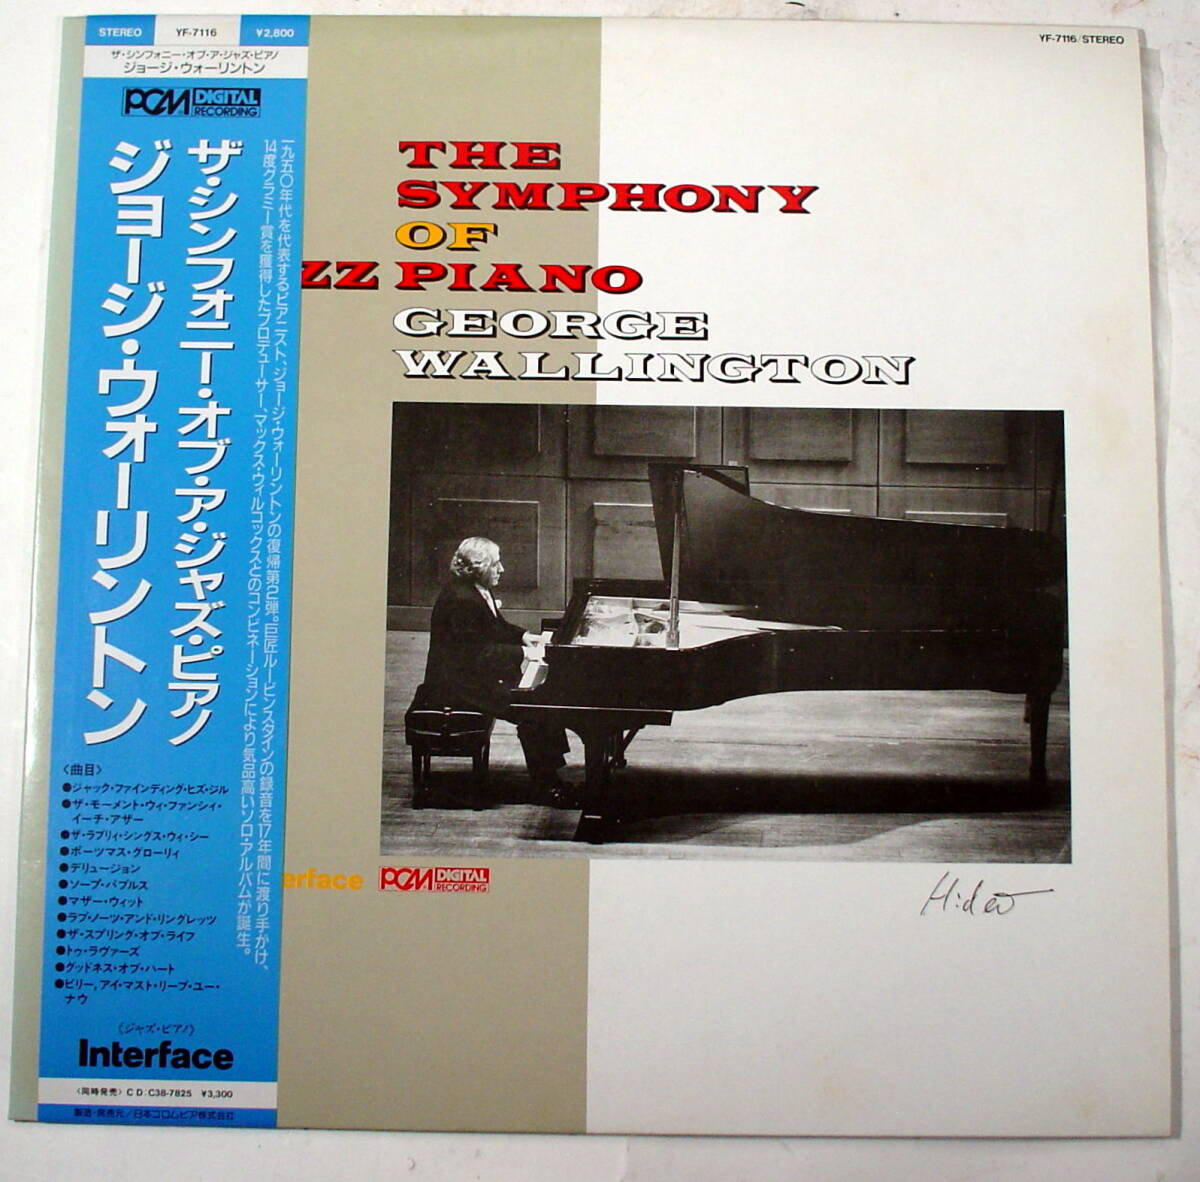 STEREO YF-7116 ¥2,800
ザ・シンフォニー・オブ・ア・ジャズ・ピアノ
ジョージ・ウォーリントン
PCM DIGITAL RECORDING
一九五〇年代を代表するピアニスト、ジョージ・ウォーリントンの復帰第2弾。巨匠ルービンスタインの録音を17年間に渡り手がけ、
14度グラミー賞を獲得したプロデューサー、マックス・ウィルコックスとのコンビネーションにより気品高いソロ・アルバムが誕生。
ザ・シンフォニー・オブ・ア・ジャズ・ピアノ
ジョージ・ウォーリントン
〈曲目〉
●ジャック・ファインディング・ヒズ・ジル
●ザ・モーメント・ウィ・ファンシィ・
イーチ・アザー
●ザ・ラブリィ・シングス・ウィ・シー
●ポーツマス・グローリィ
●デリュージョン
●ソープ・バブルス
●マザー・ウィット
●ラブ・ノーツ・アンド・リングレッツ
●ザ・スプリング・オブ・ライフ
●トゥ・ラヴァーズ
●グッドネス・オブ・ハート
●ビリー, アイ・マスト・リーブ・ユー・
ナウ
《ジャズ・ピアノ》
Interface
〈同時発売〉CD:C38-7825 ¥3,300
製造・発売元/日本コロムビア株式会社
YF-7116/STEREO
THE
SYMPHONY
OF
ZZ PIANO
GEORGE
WALLINGTON
erface PCM DIGITAL RECORDING
Hideo